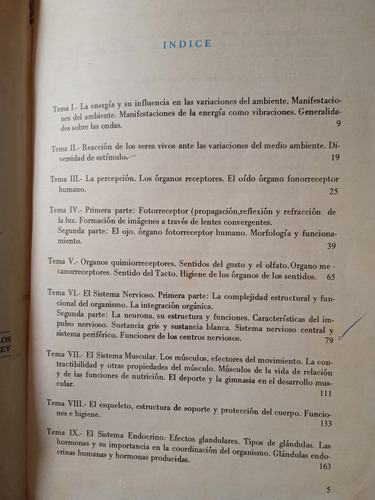 INDICE
Tema I.- La energía y su influencia en las variaciones del ambiente. Manifestacio-
nes del ambiente. Manifestaciones de la energía como vibraciones. Generalida-
dades sobre las ondas.
9
Tema II.- Reacción de los seres vivos ante las variaciones del medio ambiente. Di-
versidad de estímulo.
19
Tema III.- La percepción. Los órganos receptores. El oído órgano fonorreceptor
humano.
25
Tema IV.- Primera parte: Fotorreceptor (propagación,reflexión y refracción de
la luz. Formación de imágenes a través de lentes convergentes.
Segunda parte: El ojo, órgano fotorreceptor humano. Morfología y funciona-
miento.
39
Tema V.- Organos quimiorreceptores. Sentidos del gusto y el olfato.Organo me-
canorreceptores. Sentido del Tacto. Higiene de los órganos de los sentidos. 65
Tema VI.- El Sistema Nervioso. Primera parte: La complejidad estructural y fun-
cional del organismo. La integración orgánica.
Segunda parte: La neurona, su estructura y funciones. Características del im-
pulso nervioso. Sustancia gris y sustancia blanca. Sistema nervioso central y
sistema periférico. Funciones de los centros nerviosos.
79
Tema VII.- El Sistema Muscular. Los músculos, efectores del movimiento. La con-
tractibilidad y otras propiedades del músculo. Músculos de la vida de relación
y de las funciones de nutrición. El deporte y la gimnasia en el desarrollo mus-
cular.
111
Tema VIII.- El esqueleto, estructura de soporte y protección del cuerpo. Funcio-
nes e higiene.
133
Tema IX.- El Sistema Endocrino. Efectos glandulares. Tipos de glándulas. Las
hormonas y su importancia en la coordinación del organismo. Glándulas endo-
crinas humanas y hormonas producidas.
163
5
LOS
EY